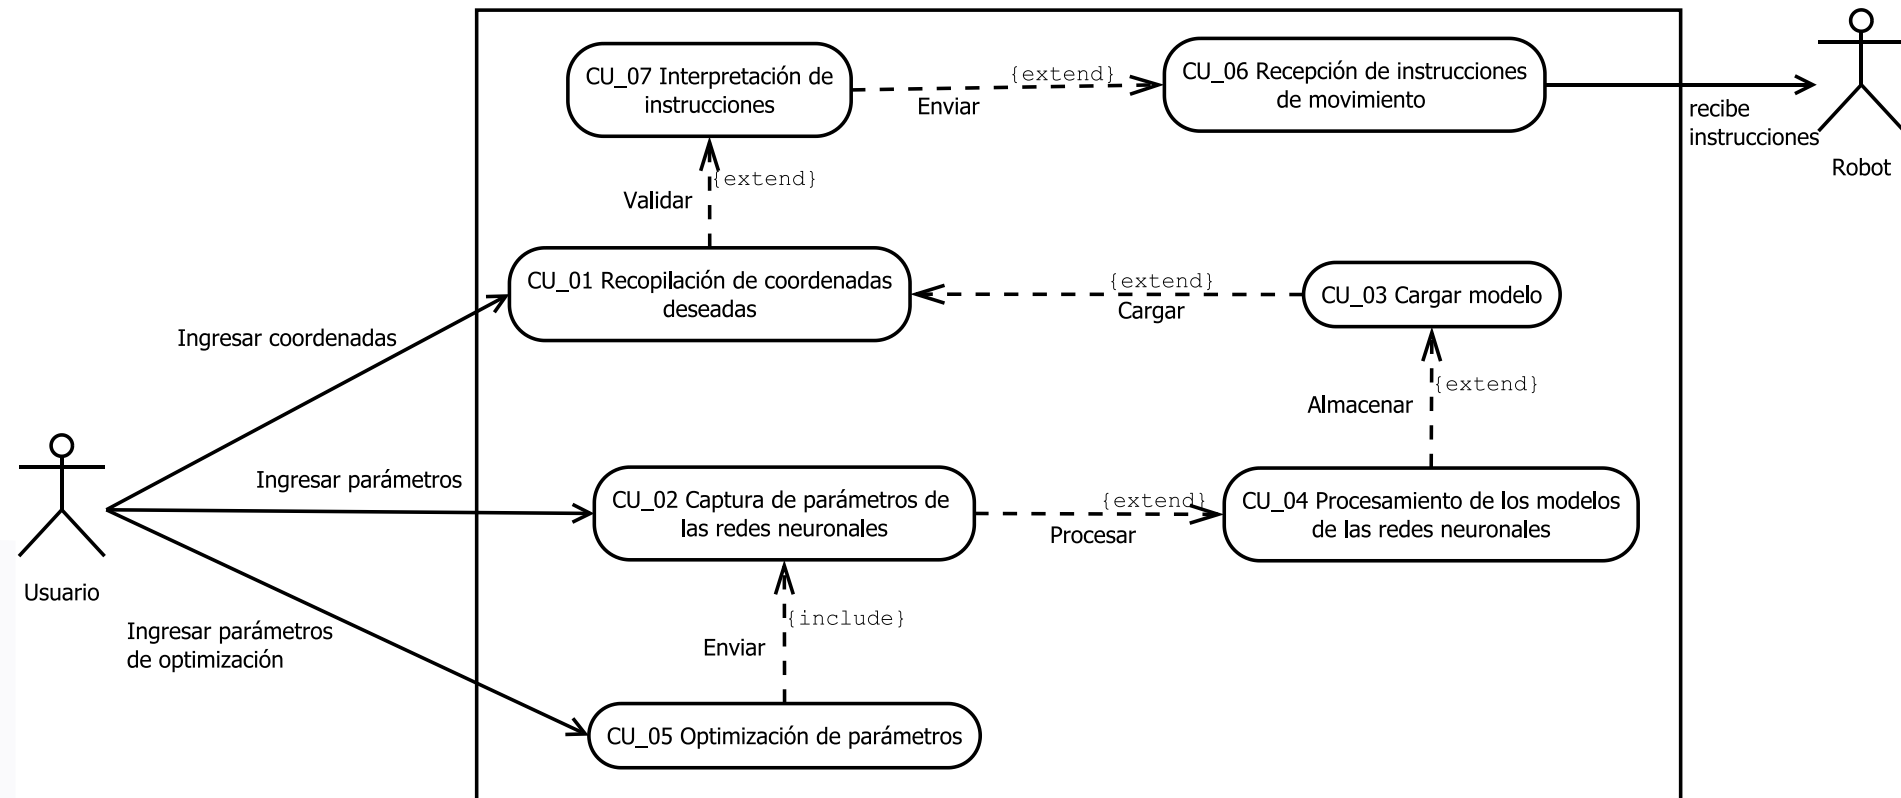 CU_07 Interpretación de
instrucciones
{extend}
Enviar
CU_06 Recepción de instrucciones
de movimiento
recibe
instrucciones
Robot
{extend}
Validar
CU_01 Recopilación de coordenadas
deseadas
{extend}
Cargar
CU_03 Cargar modelo
Ingresar coordenadas
{extend}
Almacenar
Ingresar parámetros
CU_02 Captura de parámetros de
las redes neuronales
{extend}
Procesar
CU_04 Procesamiento de los modelos
de las redes neuronales
Usuario
Ingresar parámetros
de optimización
{include}
Enviar
CU_05 Optimización de parámetros